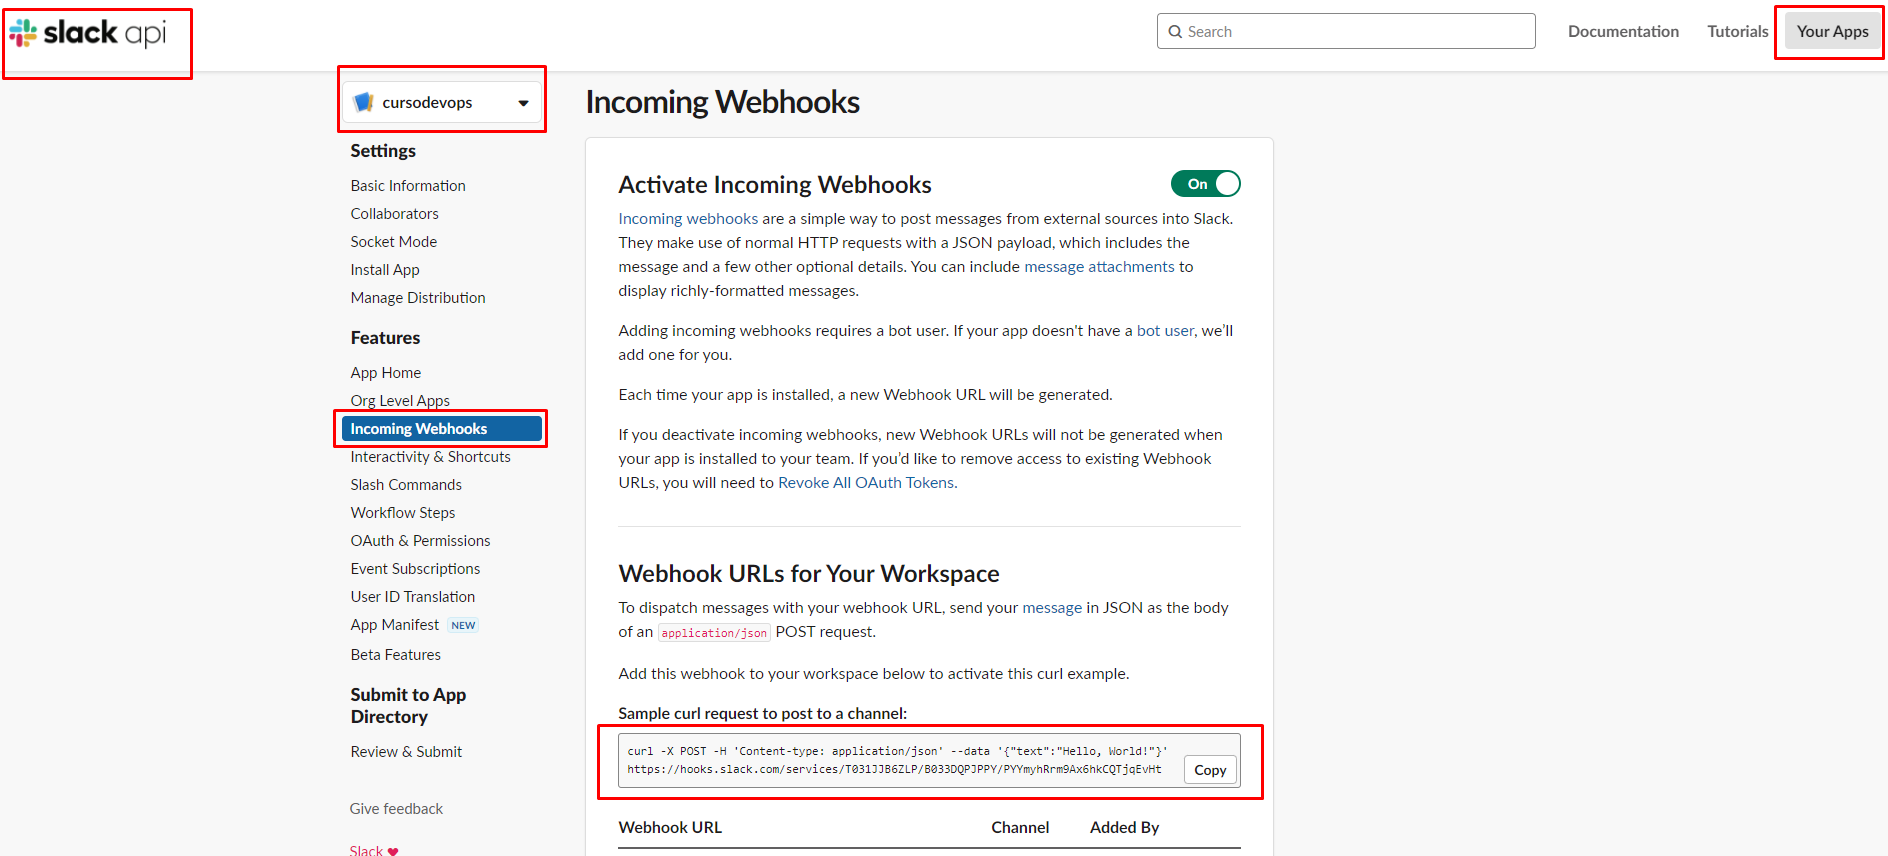 slack api
Search
Documentation
Tutorials
Your Apps
cursodevops
Settings
Basic Information
Collaborators
Socket Mode
Install App
Manage Distribution
Features
App Home
Org Level Apps
Incoming Webhooks
Interactivity & Shortcuts
Slash Commands
Workflow Steps
OAuth & Permissions
Event Subscriptions
User ID Translation
App Manifest NEW
Beta Features
Submit to App
Directory
Review & Submit
Give feedback
Slack ♥
Incoming Webhooks
Activate Incoming Webhooks
On
Incoming webhooks are a simple way to post messages from external sources into Slack.
They make use of normal HTTP requests with a JSON payload, which includes the
message and a few other optional details. You can include message attachments to
display richly-formatted messages.
Adding incoming webhooks requires a bot user. If your app doesn't have a bot user, we’ll
add one for you.
Each time your app is installed, a new Webhook URL will be generated.
If you deactivate incoming webhooks, new Webhook URLs will not be generated when
your app is installed to your team. If you’d like to remove access to existing Webhook
URLs, you will need to Revoke All OAuth Tokens.
Webhook URLs for Your Workspace
To dispatch messages with your webhook URL, send your message in JSON as the body
of an application/json POST request.
Add this webhook to your workspace below to activate this curl example.
Sample curl request to post to a channel:
curl -X POST -H 'Content-type: application/json' --data '{"text":"Hello, World!"}'
https://hooks.slack.com/services/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
Copy
Webhook URL
Channel
Added By